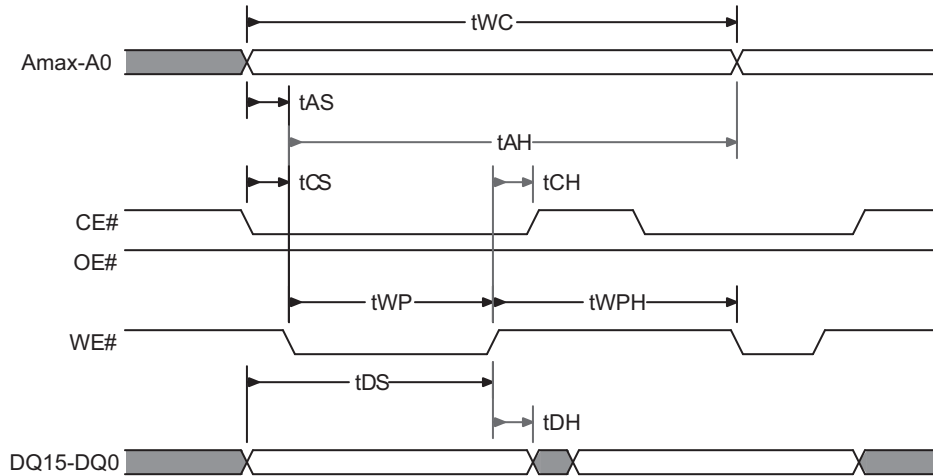 tWC
Amax-A0
tAS
tAH
tCS
tCH
CE#
OE#
tWP
tWPH
WE#
tDS
tDH
DQ15-DQ0